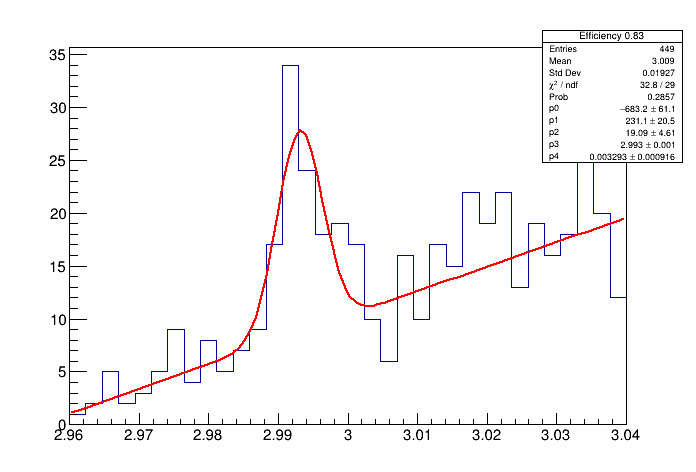 Efficiency 0.83
Entries 449
Mean 3.009
Std Dev 0.01927
χ² / ndf 32.8 / 29
Prob 0.2857
p0 −683.2 ± 61.1
p1 231.1 ± 20.5
p2 19.09 ± 4.61
p3 2.993 ± 0.001
p4 0.003293 ± 0.000916
35
30
25
20
15
10
5
0
2.96 2.97 2.98 2.99 3 3.01 3.02 3.03 3.04